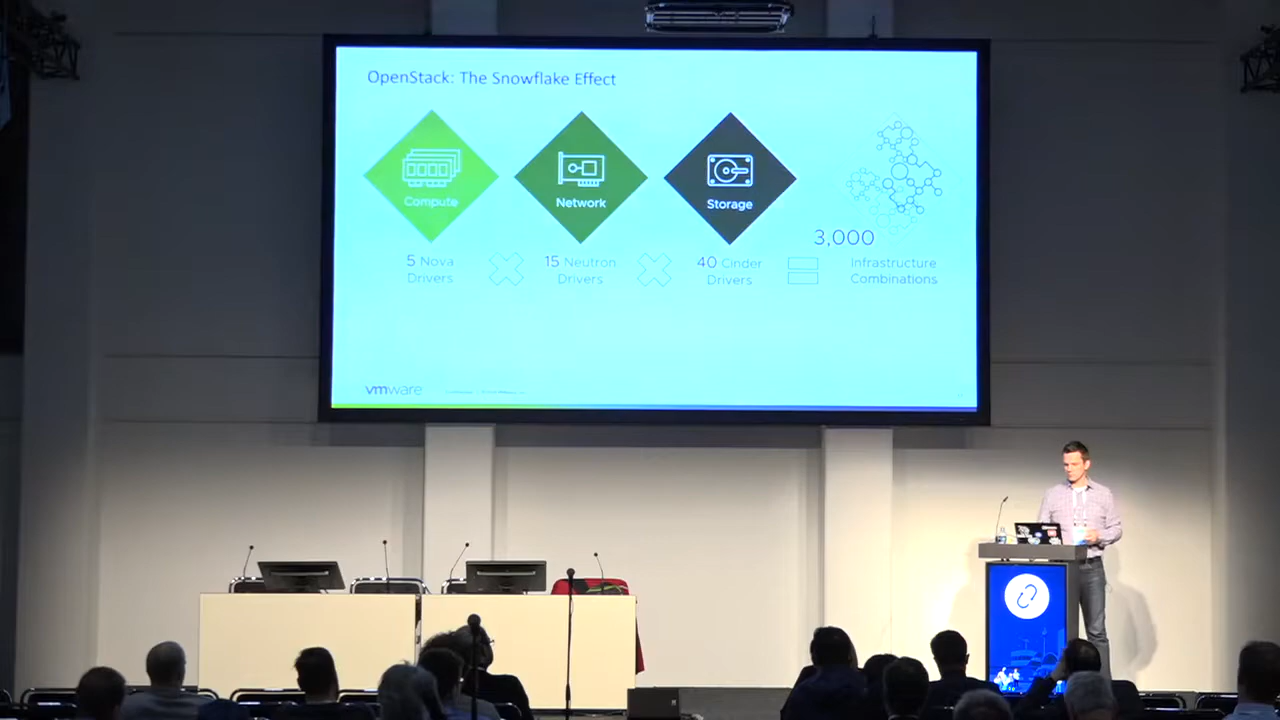 OpenStack: The Snowflake Effect
Compute
Network
Storage
3,000
5 Nova
Drivers
15 Neutron
Drivers
40 Cinder
Drivers
Infrastructure
Combinations
vmware